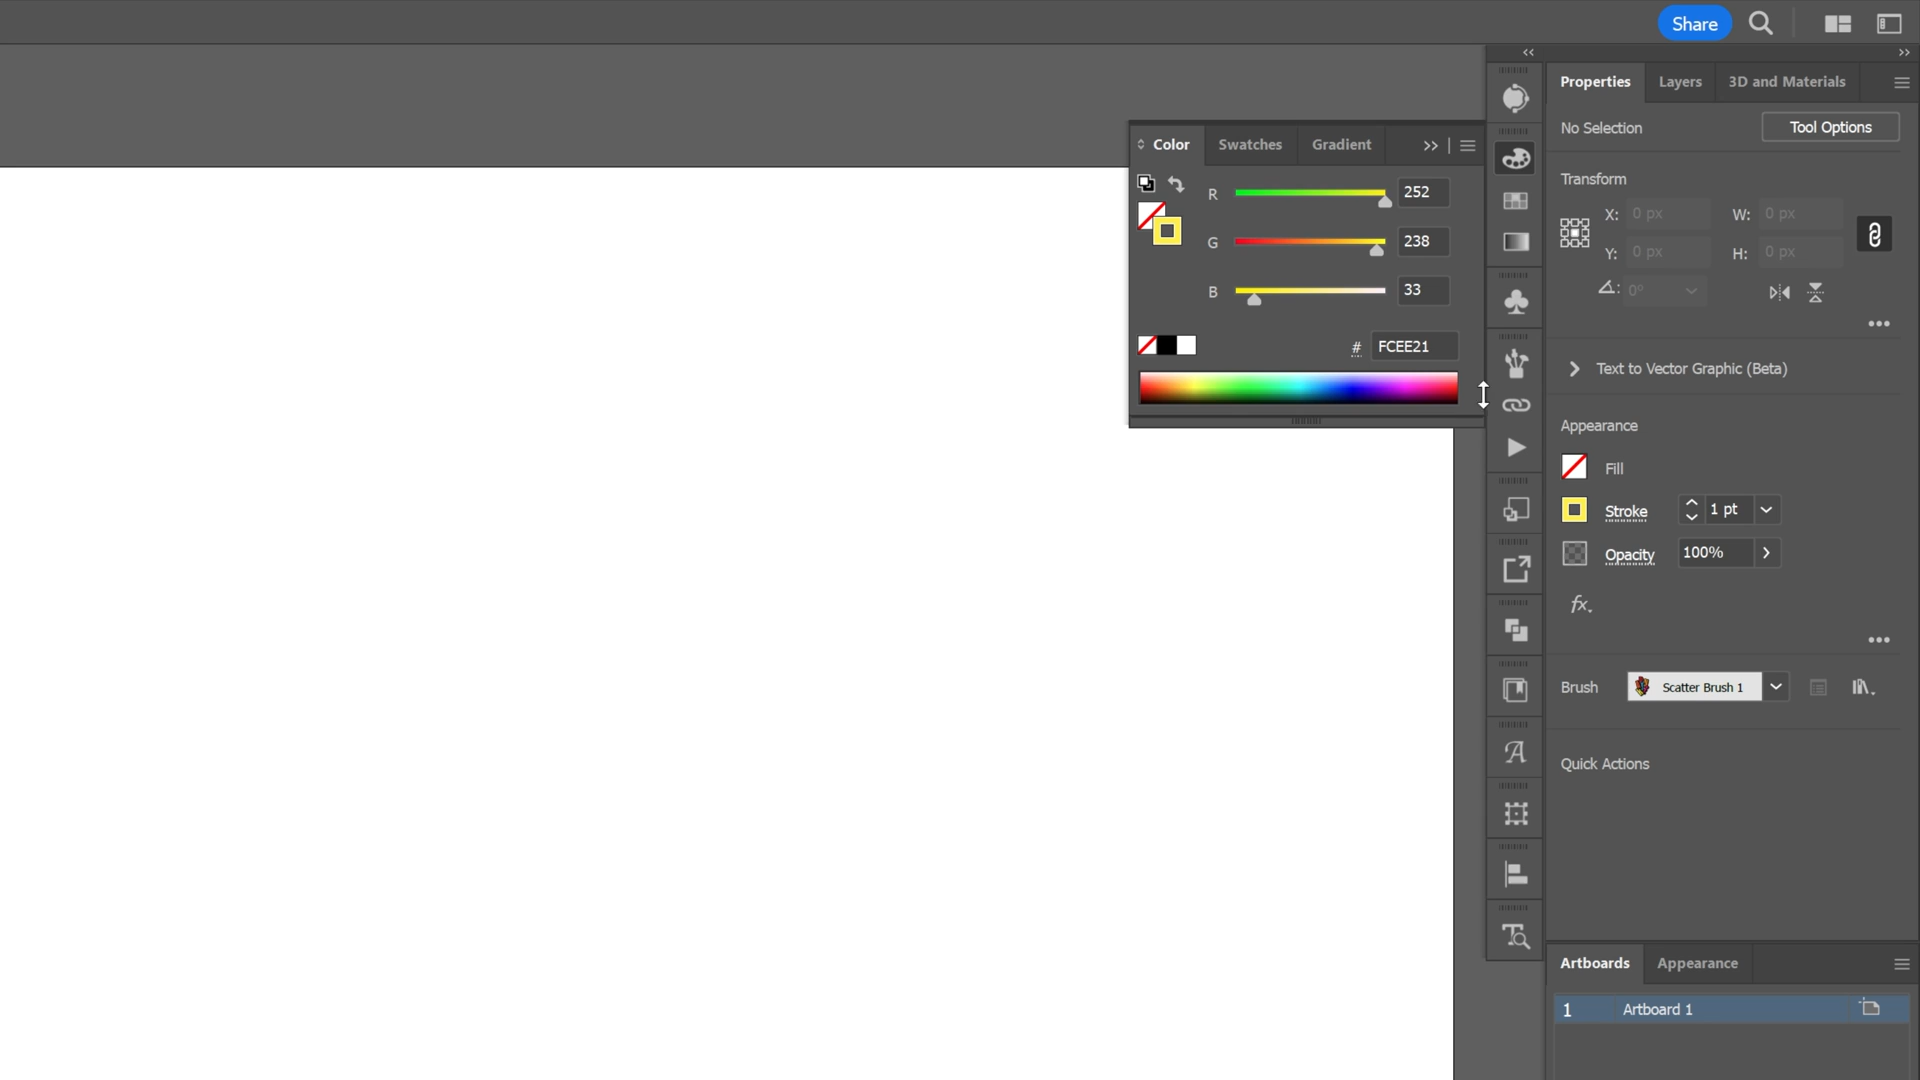 Share
Properties Layers 3D and Materials
No Selection Tool Options
Color Swatches Gradient
Transform
R 252
X: 0 px W: 0 px
G 238
Y: 0 px H: 0 px
B 33
0°
# FCEE21
Text to Vector Graphic (Beta)
Appearance
Fill
Stroke 1 pt
Opacity 100%
fx.
Brush Scatter Brush 1
Quick Actions
Artboards Appearance
1 Artboard 1